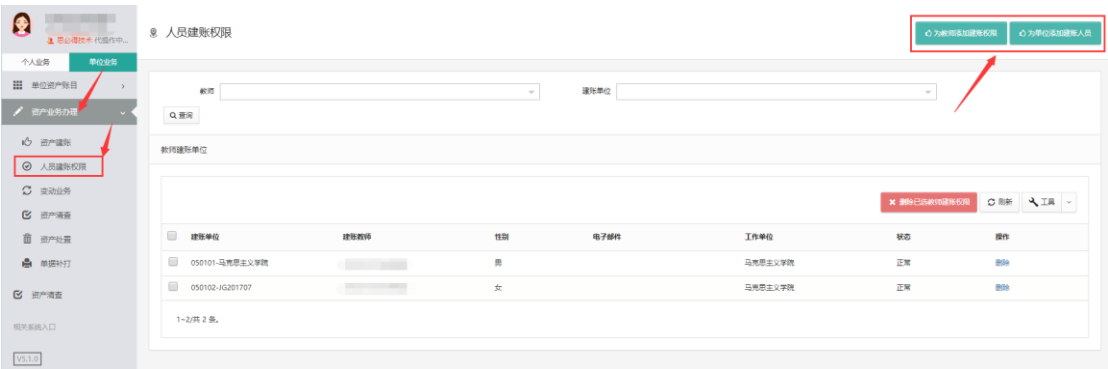 思必得技术 代操作中...
个人业务 单位业务
单位资产账目
资产业务办理
资产建账
人员建账权限
变动业务
资产清查
资产处置
单据补打
资产清查
相关系统入口
V5.1.0
人员建账权限
为教师添加建账权限 为单位添加建账人员
教师 建账单位
查询
教师建账单位
删除已选教师建账权限 刷新 工具
建账单位 建账教师 性别 电子邮件 工作单位 状态 操作
050101-马克思主义学院 男 马克思主义学院 正常 删除
050102-JG201707 女 马克思主义学院 正常 删除
1~2/共 2 条。